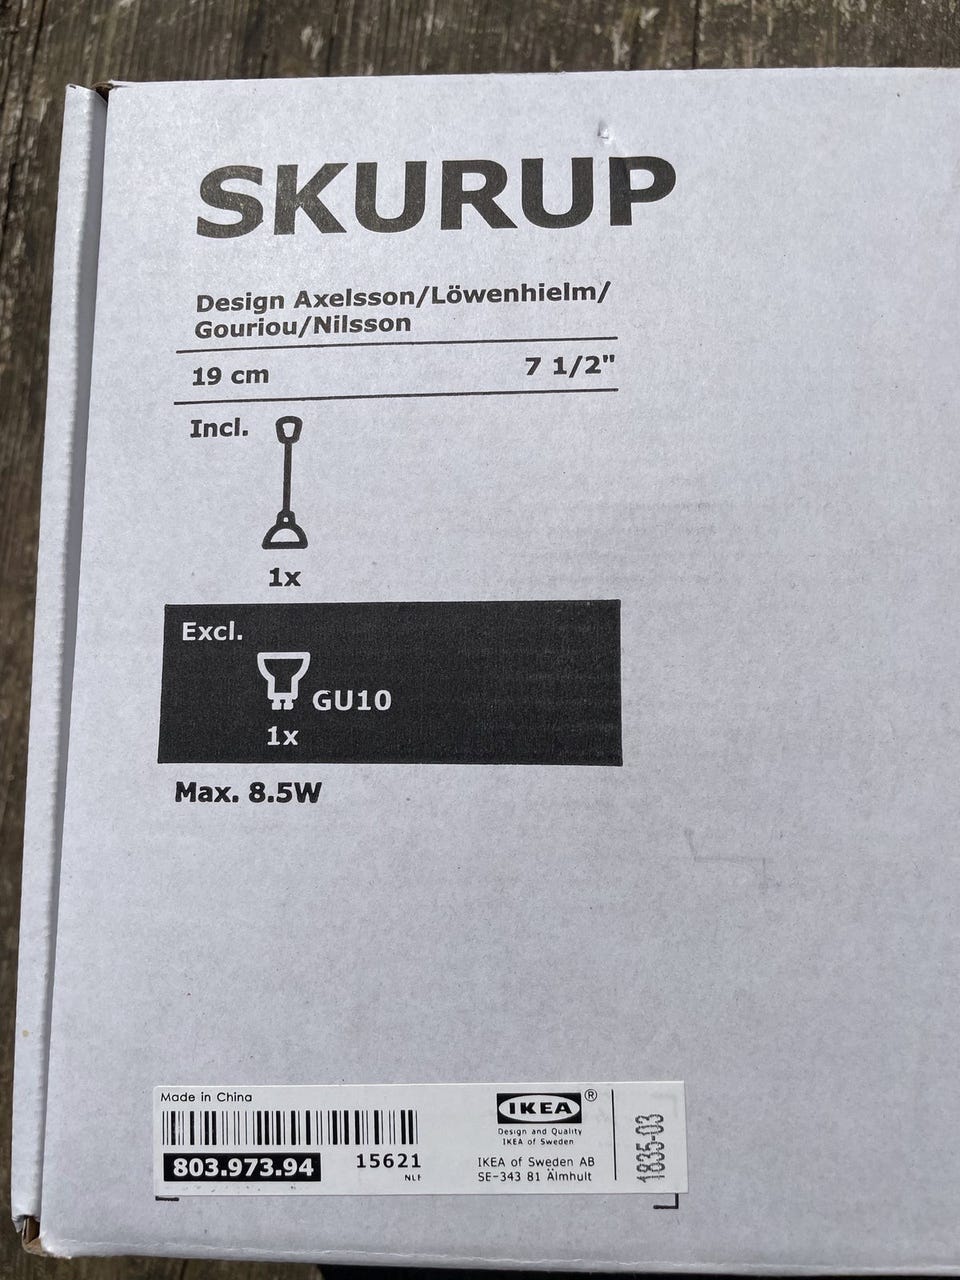 SKURUP
Design Axelsson/Löwenhielm/
Gouriou/Nilsson
19 cm 7 1/2"
Incl.
1x
Excl.
GU10
1x
Max. 8.5W
Made in China
803.973.94 15621
IKEA ®
Design and Quality
IKEA of Sweden
IKEA of Sweden AB
SE-343 81 Älmhult
1835-03